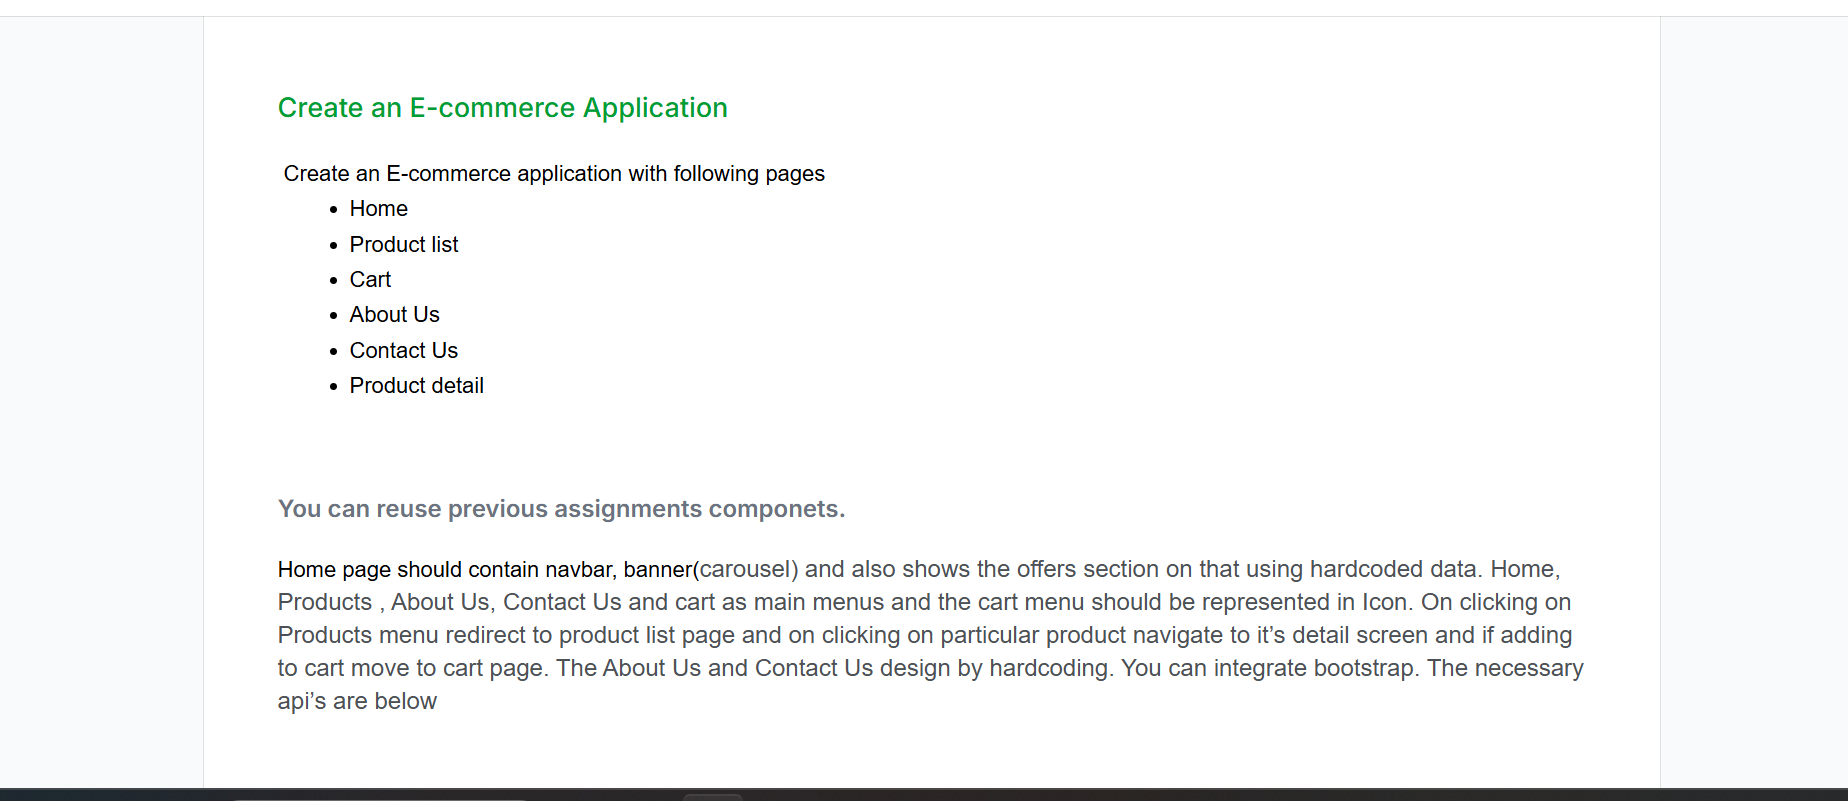 Create an E-commerce Application
Create an E-commerce application with following pages
Home
Product list
Cart
About Us
Contact Us
Product detail
You can reuse previous assignments componets.
Home page should contain navbar, banner(carousel) and also shows the offers section on that using hardcoded data. Home,
Products , About Us, Contact Us and cart as main menus and the cart menu should be represented in Icon. On clicking on
Products menu redirect to product list page and on clicking on particular product navigate to it’s detail screen and if adding
to cart move to cart page. The About Us and Contact Us design by hardcoding. You can integrate bootstrap. The necessary
api’s are below